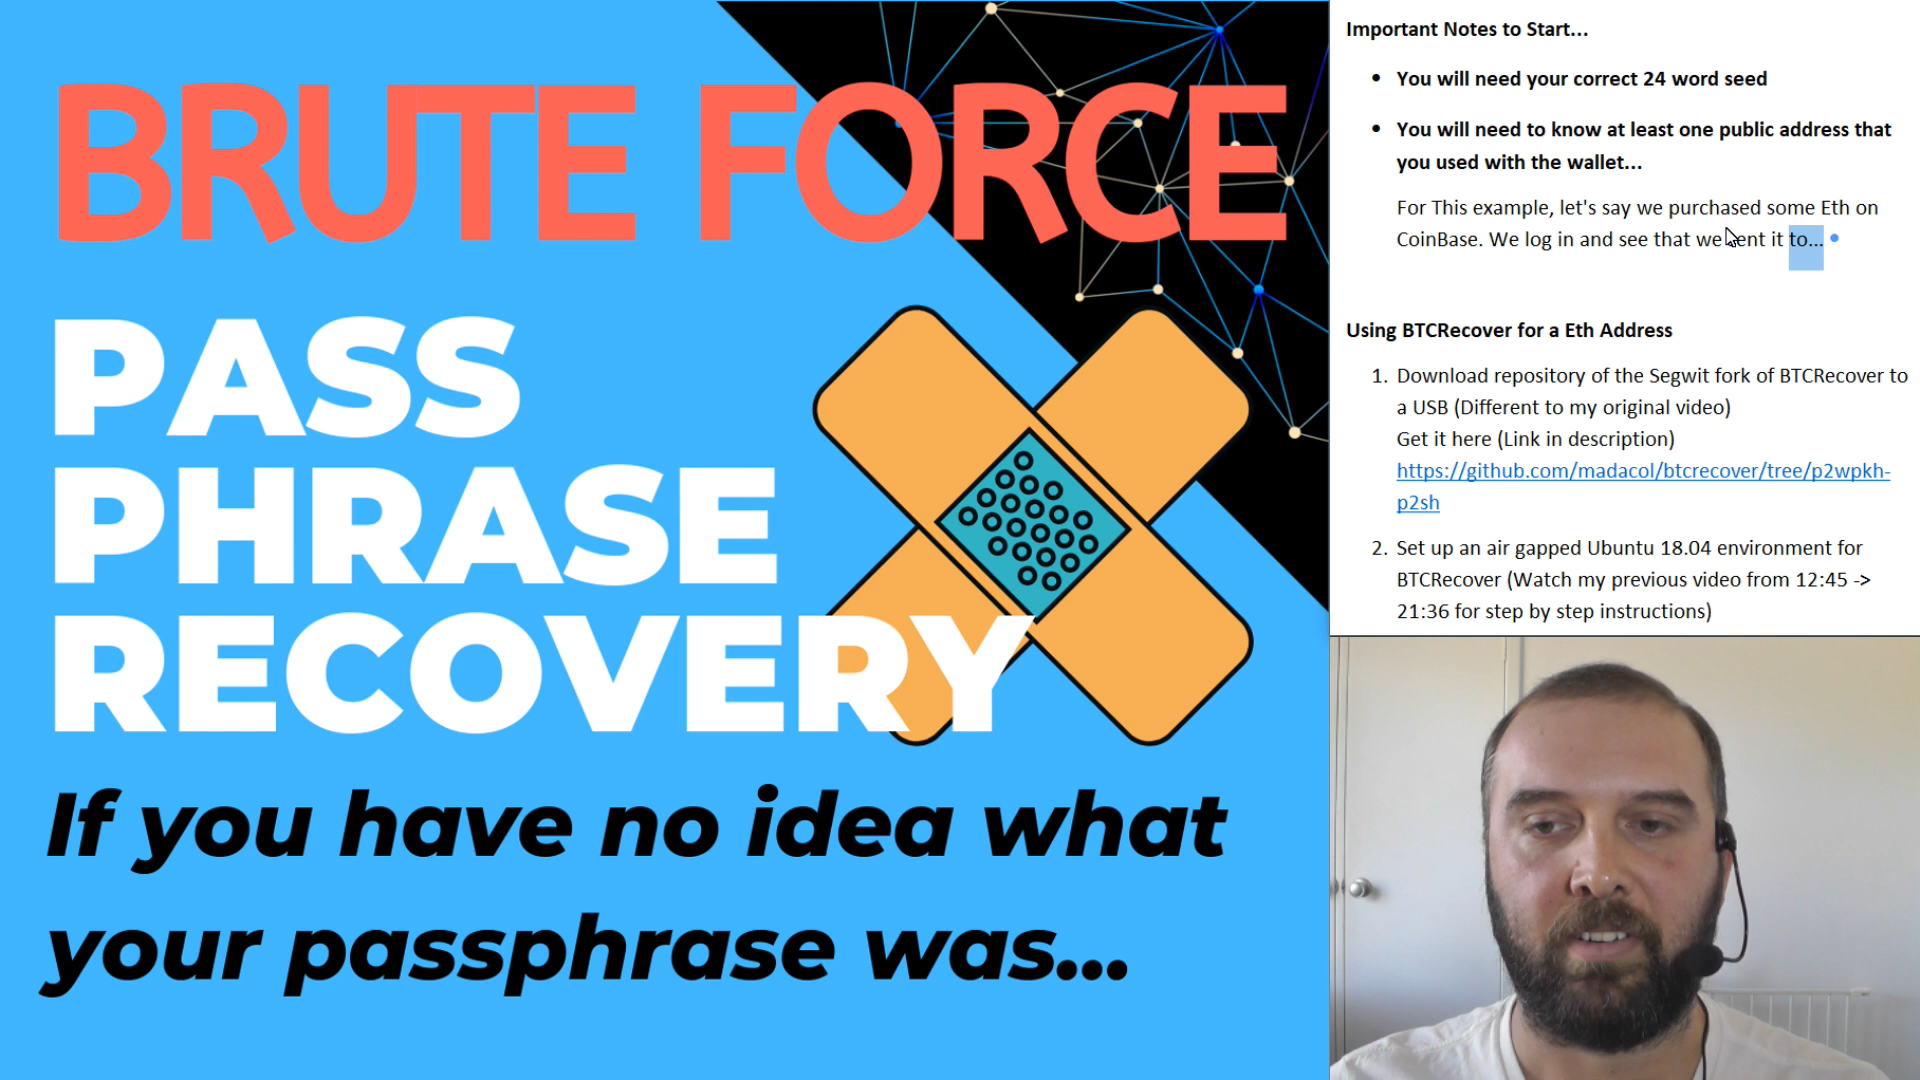 BRUTE FORCE
PASS
PHRASE
RECOVERY
If you have no idea what
your passphrase was...
Important Notes to Start...
• You will need your correct 24 word seed
• You will need to know at least one public address that
you used with the wallet...
For This example, let's say we purchased some Eth on
CoinBase. We log in and see that we sent it to...
Using BTCRecover for a Eth Address
1. Download repository of the Segwit fork of BTCRecover to
a USB (Different to my original video)
Get it here (Link in description)
https://github.com/madacol/btcrecover/tree/p2wpkh-
p2sh
2. Set up an air gapped Ubuntu 18.04 environment for
BTCRecover (Watch my previous video from 12:45 ->
21:36 for step by step instructions)